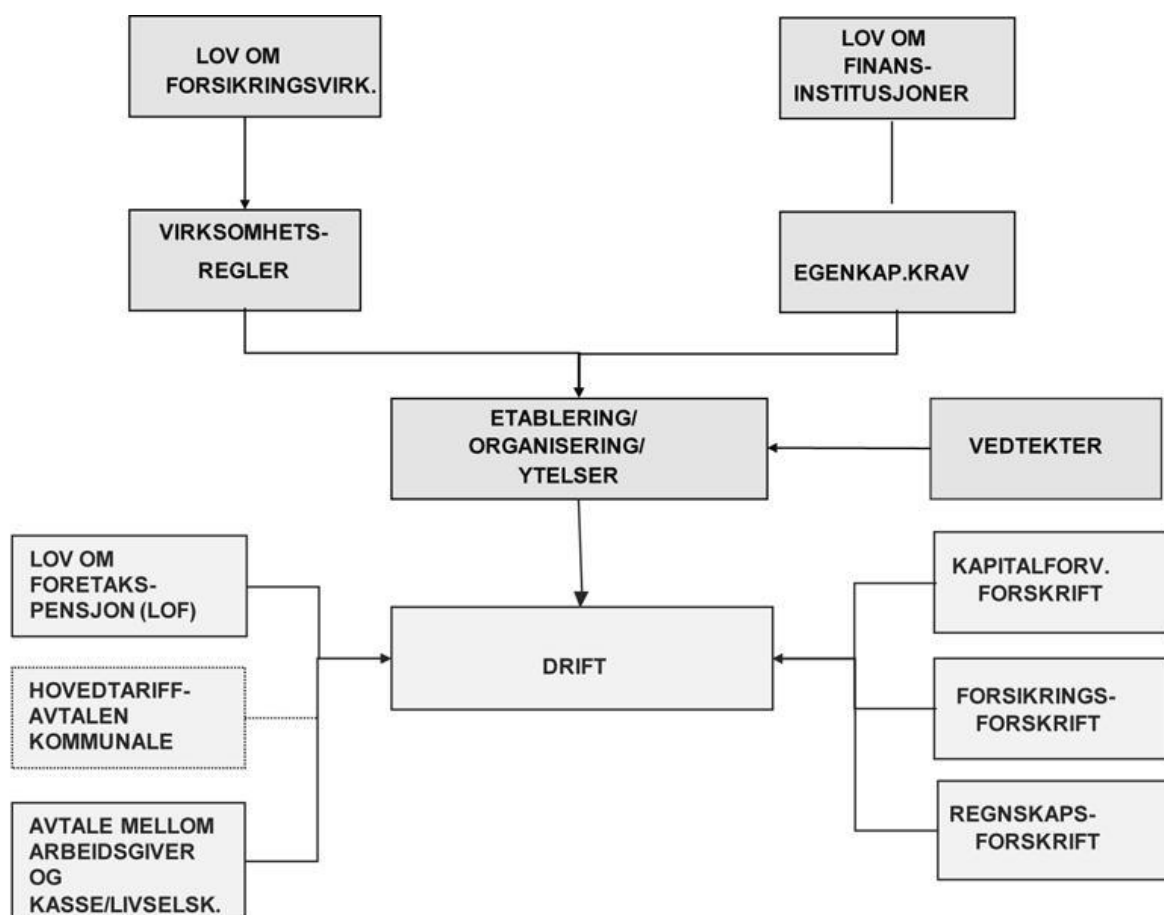 LOV OM
FORSIKRINGSVIRK.
LOV OM
FINANS-
INSTITUSJONER
VIRKSOMHETS-
REGLER
EGENKAP.KRAV
ETABLERING/
ORGANISERING/
YTELSER
VEDTEKTER
LOV OM
FORETAKS-
PENSJON (LOF)
KAPITALFORV.
FORSKRIFT
DRIFT
HOVEDTARIFF-
AVTALEN
KOMMUNALE
FORSIKRINGS-
FORSKRIFT
AVTALE MELLOM
ARBEIDSGIVER
OG
KASSE/LIVSELSK.
REGNSKAPS-
FORSKRIFT